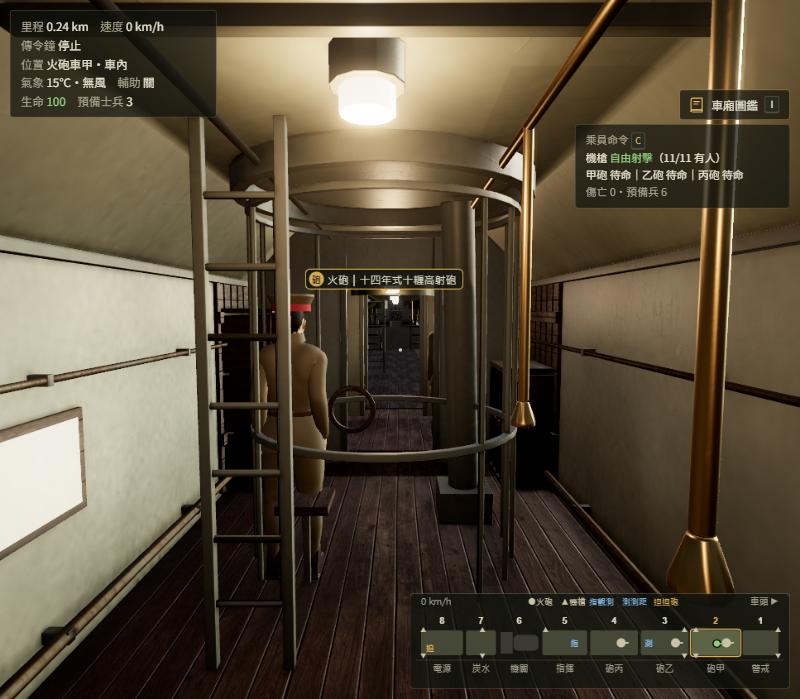 里程 0.24 km 速度 0 km/h
傳令鐘 停止
位置 火砲車甲・車內
氣象 15°C・無風 輔助 關
生命 100 預備士兵 3
車廂圖鑑 I
乘員命令 C
機槍 自由射擊（11/11 有人）
甲砲 待命｜乙砲 待命｜丙砲 待命
傷亡 0・預備兵 6
火砲｜十四年式十糎高射砲
0 km/h ●火砲 ▲機槍 指觀測 測測距 迫迫砲 車頭 ▶
8 7 6 5 4 3 2 1
迫 指 測
電源 炭水 機關 指揮 砲丙 砲乙 砲甲 警戒